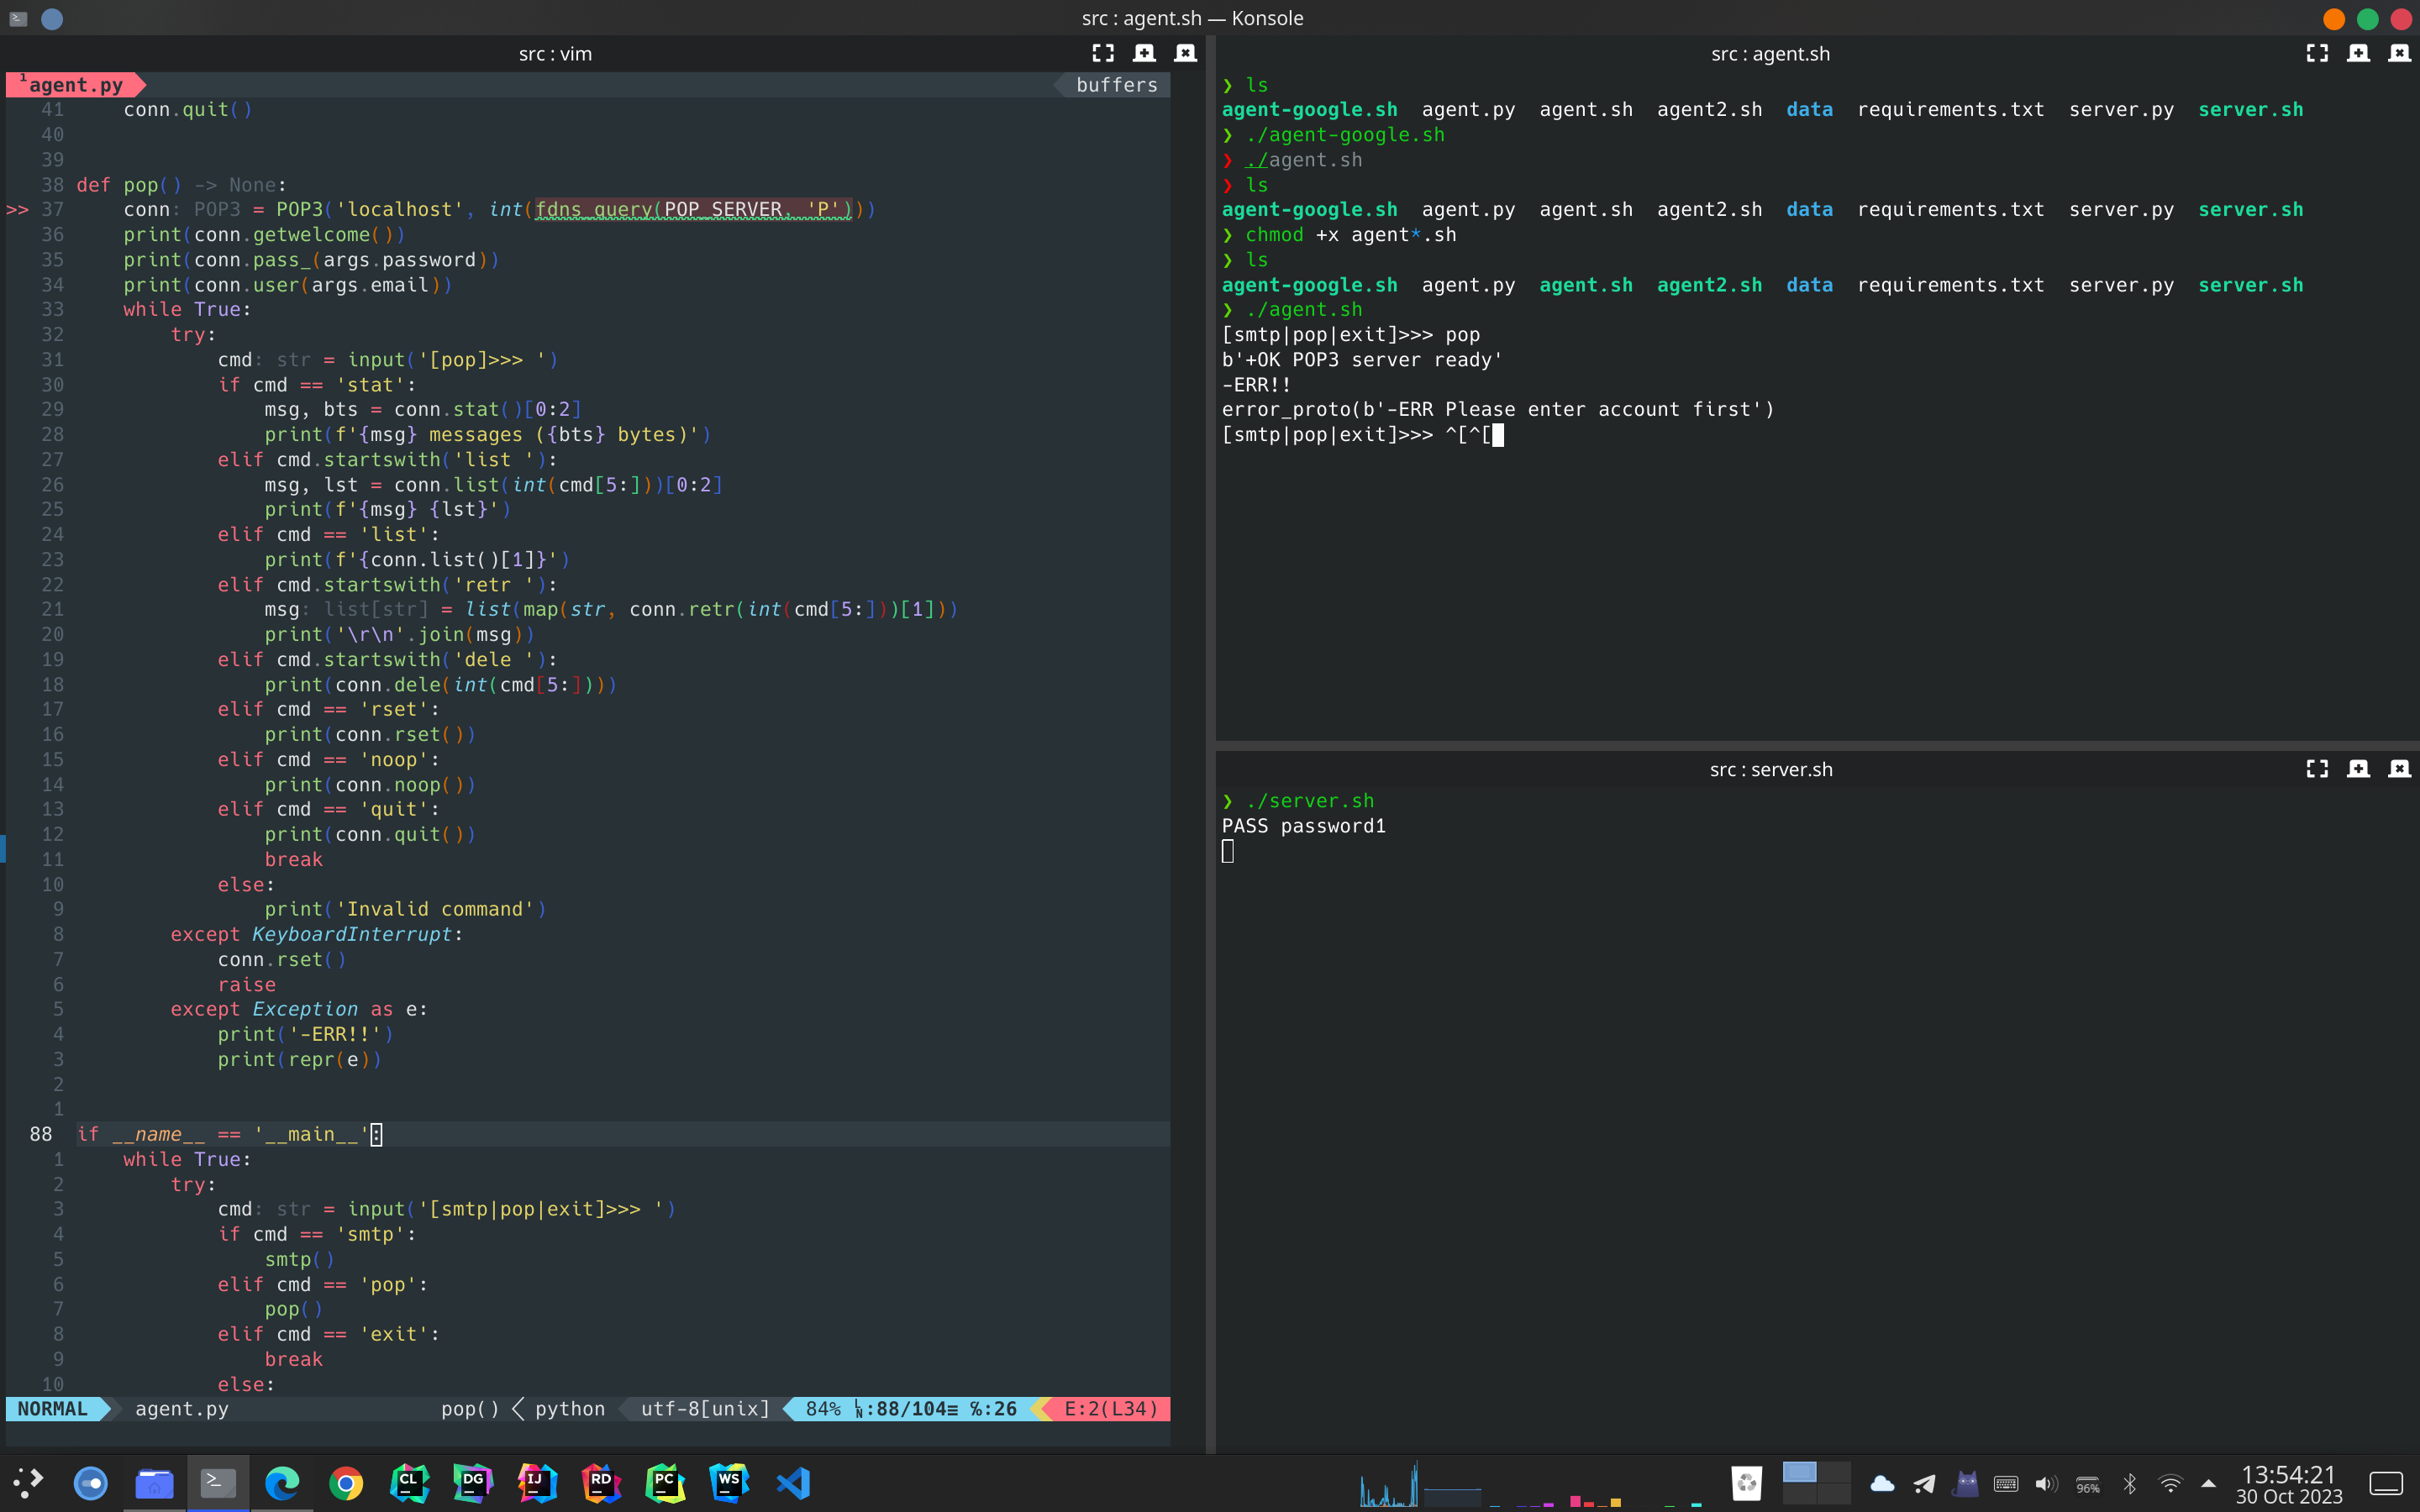 src : agent.sh — Konsole
src : vim
1 agent.py
buffers
41 conn.quit()
40
39
38 def pop() -> None:
>> 37 conn: POP3 = POP3('localhost', int(fdns_query(POP_SERVER, 'P')))
36 print(conn.getwelcome())
35 print(conn.pass_(args.password))
34 print(conn.user(args.email))
33 while True:
32 try:
31 cmd: str = input('[pop]>>> ')
30 if cmd == 'stat':
29 msg, bts = conn.stat()[0:2]
28 print(f'{msg} messages ({bts} bytes)')
27 elif cmd.startswith('list '):
26 msg, lst = conn.list(int(cmd[5:]))[0:2]
25 print(f'{msg} {lst}')
24 elif cmd == 'list':
23 print(f'{conn.list()[1]}')
22 elif cmd.startswith('retr '):
21 msg: list[str] = list(map(str, conn.retr(int(cmd[5:]))[1]))
20 print('\r\n'.join(msg))
19 elif cmd.startswith('dele '):
18 print(conn.dele(int(cmd[5:])))
17 elif cmd == 'rset':
16 print(conn.rset())
15 elif cmd == 'noop':
14 print(conn.noop())
13 elif cmd == 'quit':
12 print(conn.quit())
11 break
10 else:
9 print('Invalid command')
8 except KeyboardInterrupt:
7 conn.rset()
6 raise
5 except Exception as e:
4 print('-ERR!!')
3 print(repr(e))
2
1
88 if __name__ == '__main__':
1 while True:
2 try:
3 cmd: str = input('[smtp|pop|exit]>>> ')
4 if cmd == 'smtp':
5 smtp()
6 elif cmd == 'pop':
7 pop()
8 elif cmd == 'exit':
9 break
10 else:
NORMAL agent.py pop() < python utf-8[unix] 84% LN:88/104≡ ℅:26 E:2(L34)
src : agent.sh
❯ ls
agent-google.sh agent.py agent.sh agent2.sh data requirements.txt server.py server.sh
❯ ./agent-google.sh
❯ ./agent.sh
❯ ls
agent-google.sh agent.py agent.sh agent2.sh data requirements.txt server.py server.sh
❯ chmod +x agent*.sh
❯ ls
agent-google.sh agent.py agent.sh agent2.sh data requirements.txt server.py server.sh
❯ ./agent.sh
[smtp|pop|exit]>>> pop
b'+OK POP3 server ready'
-ERR!!
error_proto(b'-ERR Please enter account first')
[smtp|pop|exit]>>> ^[^[
src : server.sh
❯ ./server.sh
PASS password1
CL DG IJ RD PC WS
96%
13:54:21
30 Oct 2023